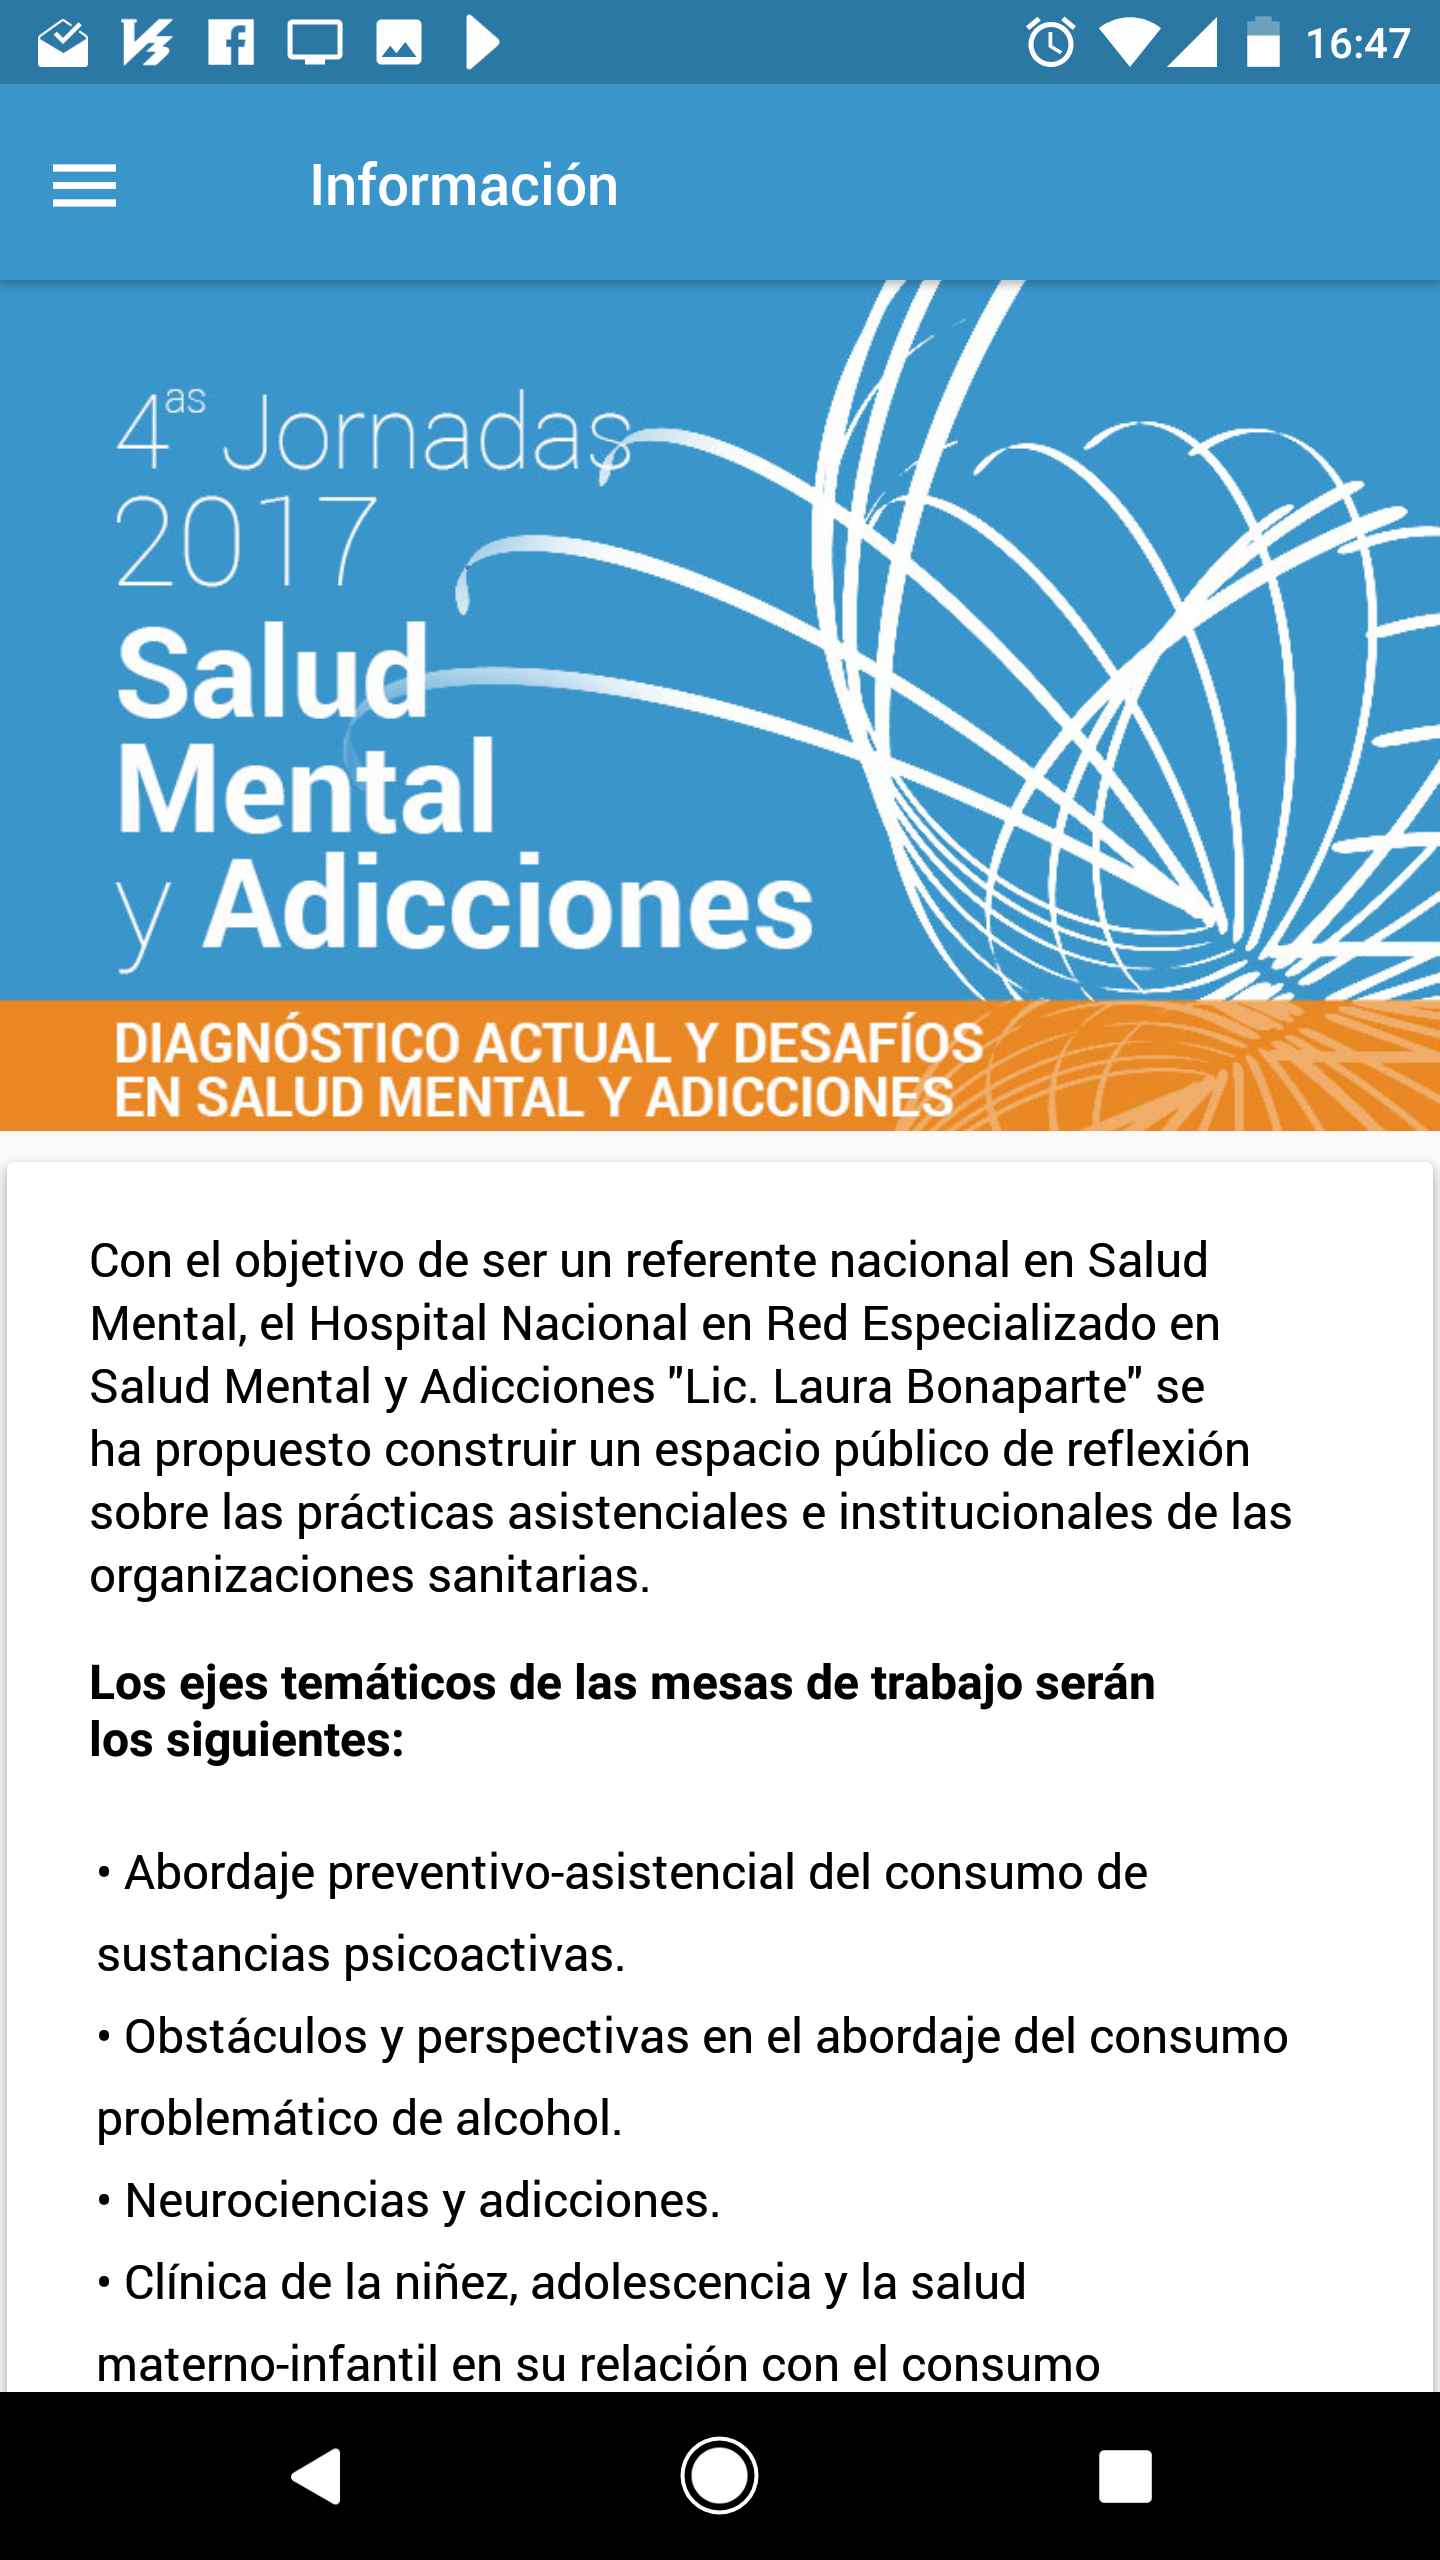 16:47
Información
4as Jornadas
2017
Salud
Mental
y Adicciones
DIAGNÓSTICO ACTUAL Y DESAFÍOS
EN SALUD MENTAL Y ADICCIONES
Con el objetivo de ser un referente nacional en Salud
Mental, el Hospital Nacional en Red Especializado en
Salud Mental y Adicciones "Lic. Laura Bonaparte" se
ha propuesto construir un espacio público de reflexión
sobre las prácticas asistenciales e institucionales de las
organizaciones sanitarias.
Los ejes temáticos de las mesas de trabajo serán
los siguientes:
• Abordaje preventivo-asistencial del consumo de
sustancias psicoactivas.
• Obstáculos y perspectivas en el abordaje del consumo
problemático de alcohol.
• Neurociencias y adicciones.
• Clínica de la niñez, adolescencia y la salud
materno-infantil en su relación con el consumo